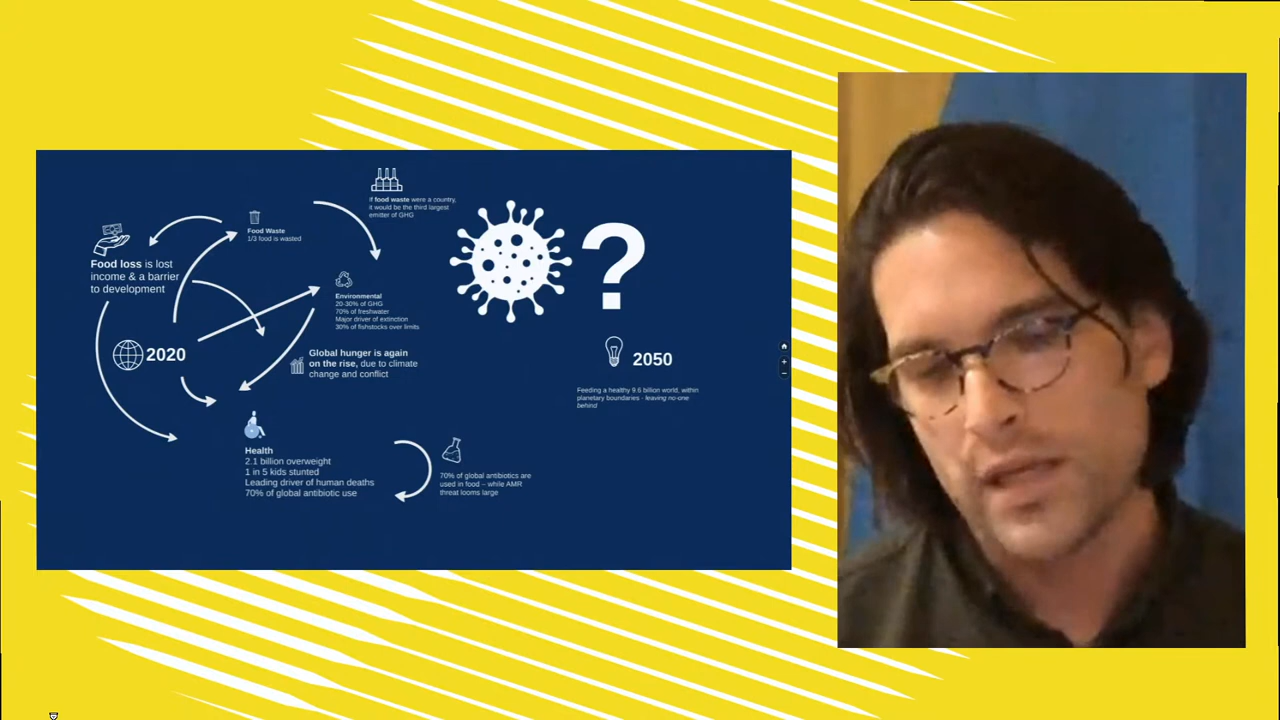 If food waste were a country,
it would be the third largest
emitter of GHG
Food Waste
1/3 food is wasted
Food loss is lost
income & a barrier
to development
Environmental
20-30% of GHG
70% of freshwater
Major driver of extinction
30% of fishstocks over limits
?
2020
Global hunger is again
on the rise, due to climate
change and conflict
2050
Feeding a healthy 9.6 billion world, within
planetary boundaries - leaving no-one
behind
Health
2.1 billion overweight
1 in 5 kids stunted
Leading driver of human deaths
70% of global antibiotic use
70% of global antibiotics are
used in food – while AMR
threat looms large